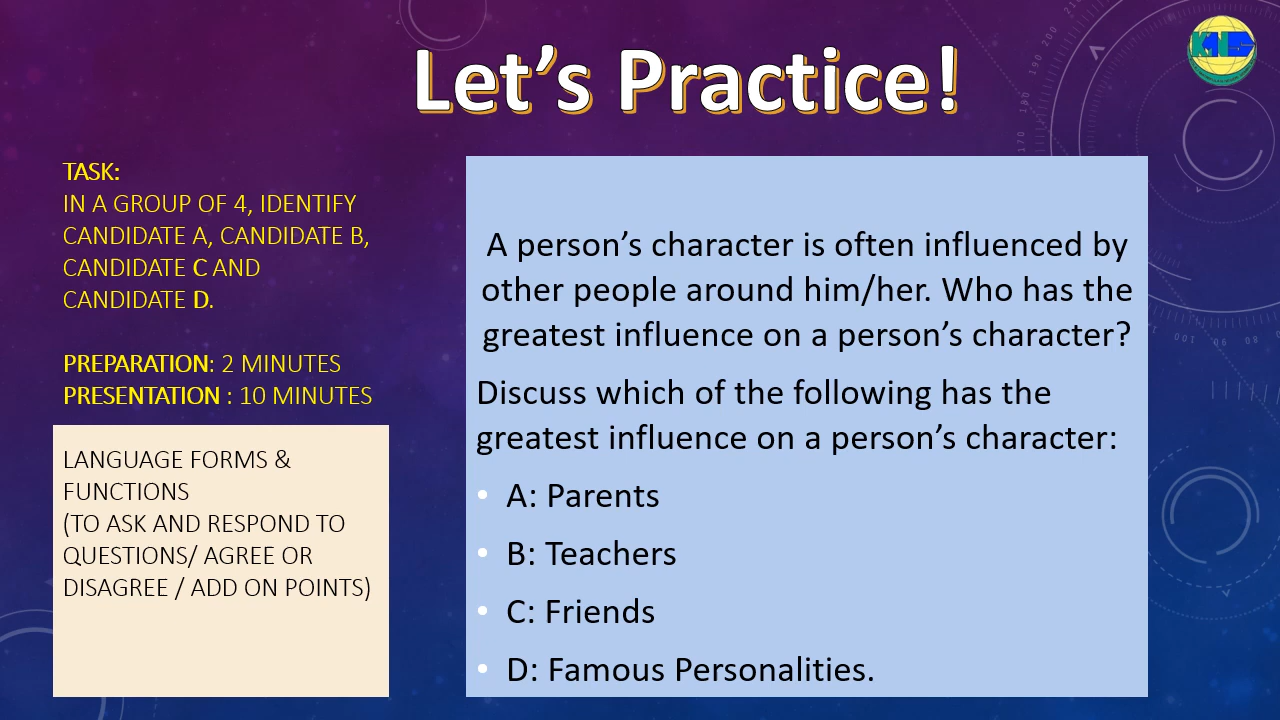 Let's Practice!
TASK:
IN A GROUP OF 4, IDENTIFY
CANDIDATE A, CANDIDATE B,
CANDIDATE C AND
CANDIDATE D.
PREPARATION: 2 MINUTES
PRESENTATION : 10 MINUTES
LANGUAGE FORMS &
FUNCTIONS
(TO ASK AND RESPOND TO
QUESTIONS/ AGREE OR
DISAGREE / ADD ON POINTS)
A person's character is often influenced by
other people around him/her. Who has the
greatest influence on a person's character?
Discuss which of the following has the
greatest influence on a person's character:
• A: Parents
• B: Teachers
• C: Friends
• D: Famous Personalities.